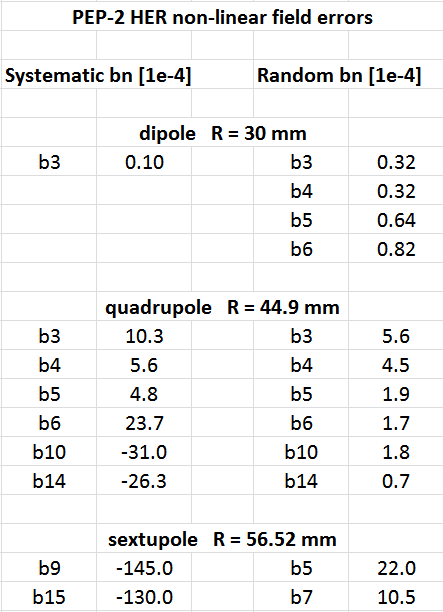 PEP-2 HER non-linear field errors
Systematic bn [1e-4] Random bn [1e-4]
dipole R = 30 mm
b3 0.10 b3 0.32
b4 0.32
b5 0.64
b6 0.82
quadrupole R = 44.9 mm
b3 10.3 b3 5.6
b4 5.6 b4 4.5
b5 4.8 b5 1.9
b6 23.7 b6 1.7
b10 -31.0 b10 1.8
b14 -26.3 b14 0.7
sextupole R = 56.52 mm
b9 -145.0 b5 22.0
b15 -130.0 b7 10.5